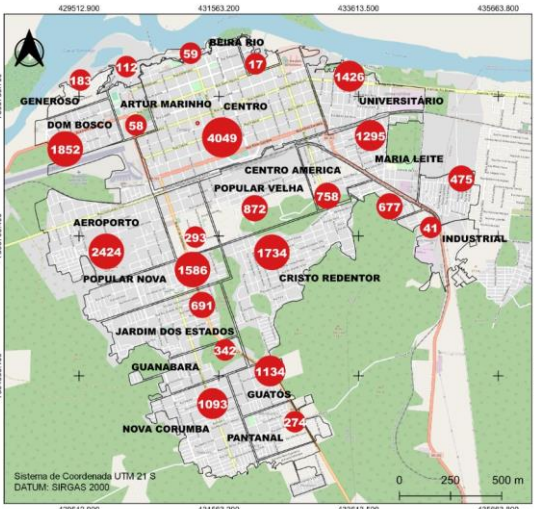 429512.900 431563.200 433613.500 435663.800
BEIRA RIO
59
17
112
1426
183
GENEROSO
ARTUR MARINHO
CENTRO
UNIVERSITÁRIO
DOM BOSCO
58
4049
1295
1852
MARIA LEITE
CENTRO AMERICA
475
POPULAR VELHA
758
872
677
AEROPORTO
293
41
INDUSTRIAL
2424
1734
1586
POPULAR NOVA
CRISTO REDENTOR
691
JARDIM DOS ESTADOS
342
GUANABARA
1134
GUATÓS
1093
274
NOVA CORUMBA
PANTANAL
Sistema de Coordenada UTM 21 S
DATUM: SIRGAS 2000
0 250 500 m